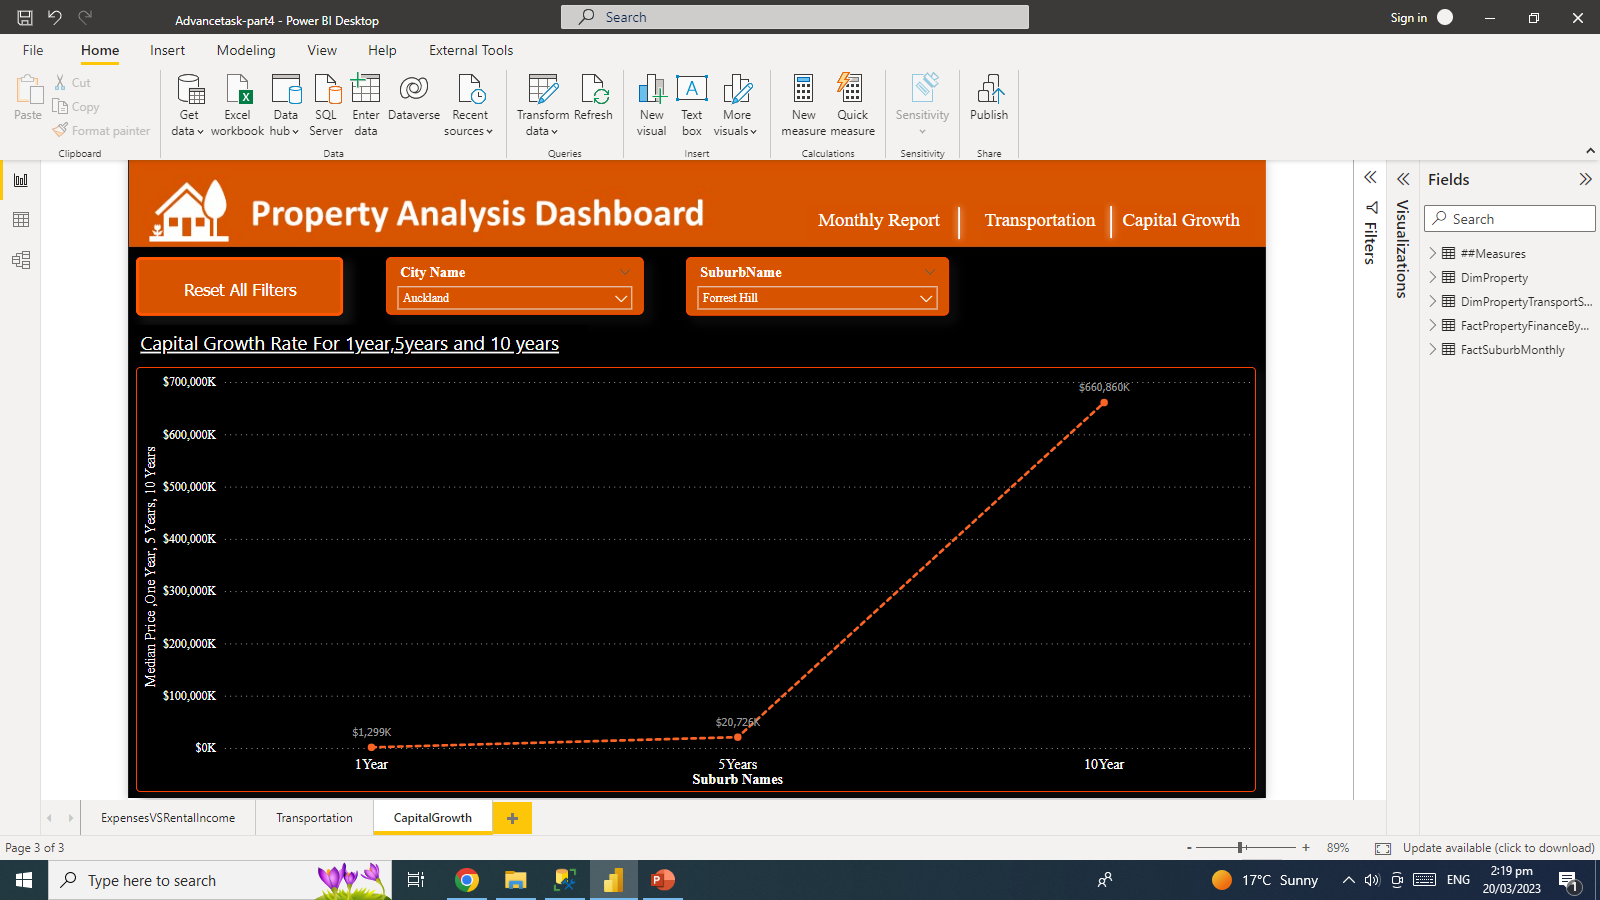 Advancetask-part4 - Power BI Desktop
Search
Sign in
File Home Insert Modeling View Help External Tools
Paste
Cut
Copy
Format painter
Clipboard
Get data
Excel workbook
Data hub
SQL Server
Enter data
Dataverse
Recent sources
Data
Transform data
Refresh
Queries
New visual
Text box
More visuals
Insert
New measure
Quick measure
Calculations
Sensitivity
Sensitivity
Publish
Share
Property Analysis Dashboard
Monthly Report
Transportation
Capital Growth
Reset All Filters
City Name
Auckland
SuburbName
Forrest Hill
Capital Growth Rate For 1year,5years and 10 years
Median Price ,One Year, 5 Years, 10 Years
$700,000K
$600,000K
$500,000K
$400,000K
$300,000K
$200,000K
$100,000K
$0K
$1,299K
$20,726K
$660,860K
1Year
5Years
10Year
Suburb Names
Filters
Visualizations
Fields
Search
##Measures
DimProperty
DimPropertyTransportS...
FactPropertyFinanceBy...
FactSuburbMonthly
ExpensesVSRentalIncome
Transportation
CapitalGrowth
Page 3 of 3
- + 89%
Update available (click to download)
Type here to search
17°C Sunny
ENG
2:19 pm
20/03/2023
1